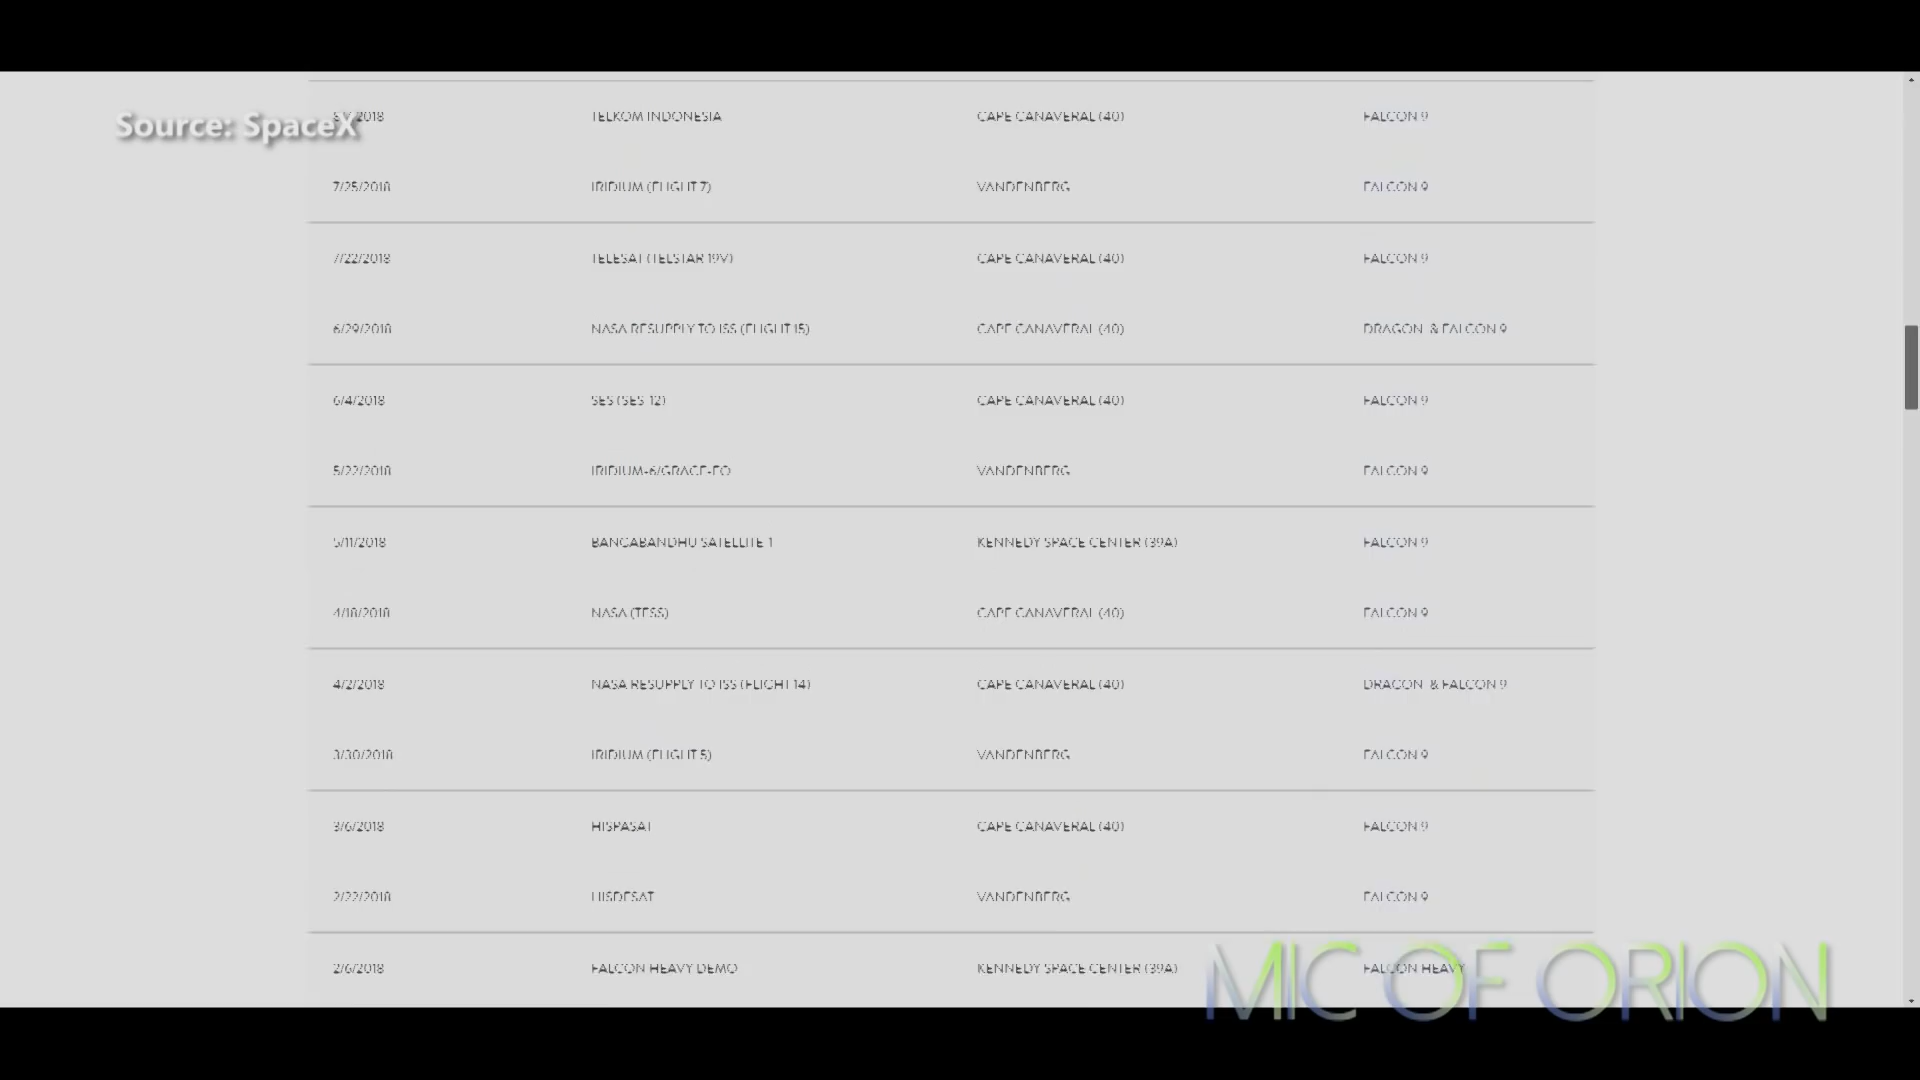 Source: SpaceX
2018 TELKOM INDONESIA CAPE CANAVERAL (40) FALCON 9
7/25/2018 IRIDIUM (FLIGHT 7) VANDENBERG FALCON 9
7/22/2018 TELESAT (TELSTAR 19V) CAPE CANAVERAL (40) FALCON 9
6/29/2018 NASA RESUPPLY TO ISS (FLIGHT 15) CAPE CANAVERAL (40) DRAGON & FALCON 9
6/4/2018 SES (SES-12) CAPE CANAVERAL (40) FALCON 9
5/22/2018 IRIDIUM-6/GRACE-FO VANDENBERG FALCON 9
5/11/2018 BANGABANDHU SATELLITE 1 KENNEDY SPACE CENTER (39A) FALCON 9
4/18/2018 NASA (TESS) CAPE CANAVERAL (40) FALCON 9
4/2/2018 NASA RESUPPLY TO ISS (FLIGHT 14) CAPE CANAVERAL (40) DRAGON & FALCON 9
3/30/2018 IRIDIUM (FLIGHT 5) VANDENBERG FALCON 9
3/6/2018 HISPASAT CAPE CANAVERAL (40) FALCON 9
2/22/2018 HISDESAT VANDENBERG FALCON 9
2/6/2018 FALCON HEAVY DEMO KENNEDY SPACE CENTER (39A) FALCON HEAVY
MIC OF ORION